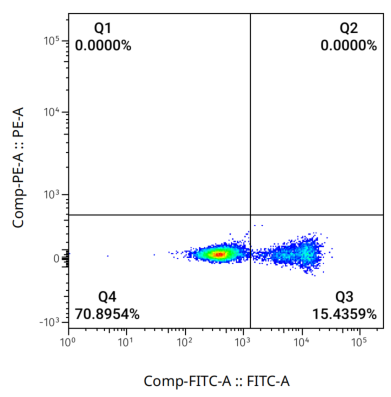 Q1
0.0000%
Q2
0.0000%
10⁵
10⁴
10³
0
-10³
Comp-PE-A :: PE-A
Q4
70.8954%
Q3
15.4359%
10⁰ 10¹ 10² 10³ 10⁴ 10⁵
Comp-FITC-A :: FITC-A